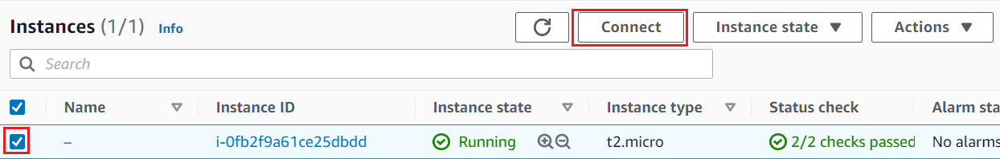 Instances (1/1) Info Connect Instance state Actions
Search
Name Instance ID Instance state Instance type Status check Alarm sta
– i-0fb2f9a61ce25dbdd Running t2.micro 2/2 checks passed No alarms